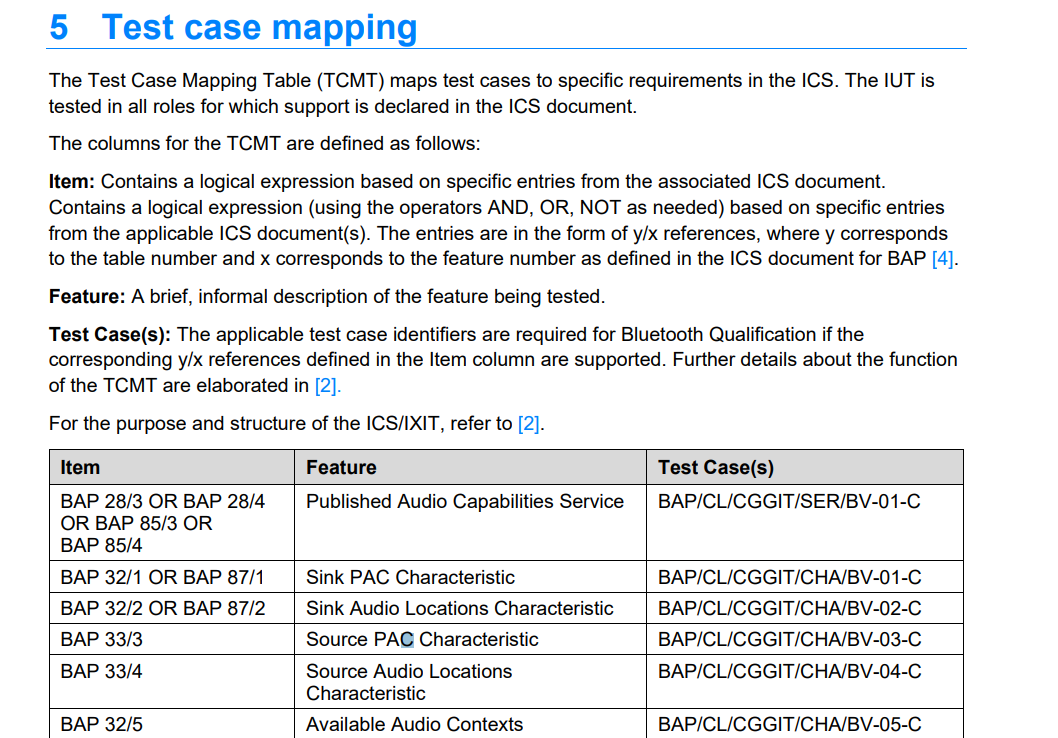 5 Test case mapping
The Test Case Mapping Table (TCMT) maps test cases to specific requirements in the ICS. The IUT is
tested in all roles for which support is declared in the ICS document.
The columns for the TCMT are defined as follows:
Item: Contains a logical expression based on specific entries from the associated ICS document.
Contains a logical expression (using the operators AND, OR, NOT as needed) based on specific entries
from the applicable ICS document(s). The entries are in the form of y/x references, where y corresponds
to the table number and x corresponds to the feature number as defined in the ICS document for BAP [4].
Feature: A brief, informal description of the feature being tested.
Test Case(s): The applicable test case identifiers are required for Bluetooth Qualification if the
corresponding y/x references defined in the Item column are supported. Further details about the function
of the TCMT are elaborated in [2].
For the purpose and structure of the ICS/IXIT, refer to [2].
Item Feature Test Case(s)
BAP 28/3 OR BAP 28/4 Published Audio Capabilities Service BAP/CL/CGGIT/SER/BV-01-C
OR BAP 85/3 OR
BAP 85/4
BAP 32/1 OR BAP 87/1 Sink PAC Characteristic BAP/CL/CGGIT/CHA/BV-01-C
BAP 32/2 OR BAP 87/2 Sink Audio Locations Characteristic BAP/CL/CGGIT/CHA/BV-02-C
BAP 33/3 Source PAC Characteristic BAP/CL/CGGIT/CHA/BV-03-C
BAP 33/4 Source Audio Locations BAP/CL/CGGIT/CHA/BV-04-C
Characteristic
BAP 32/5 Available Audio Contexts BAP/CL/CGGIT/CHA/BV-05-C